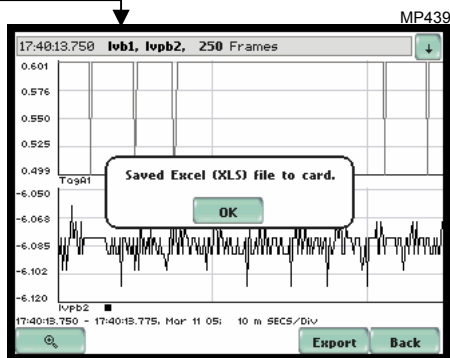 MP439
17:40:13.750 lvb1, lvpb2, 250 Frames
0.601
0.576
0.550
0.525
0.499
TagA1
Saved Excel (XLS) file to card.
OK
-6.050
-6.068
-6.085
-6.102
-6.120
lvpb2
17:40:13.750 - 17:40:13.775, Mar 11 05; 10 m SECS/Div
Export Back